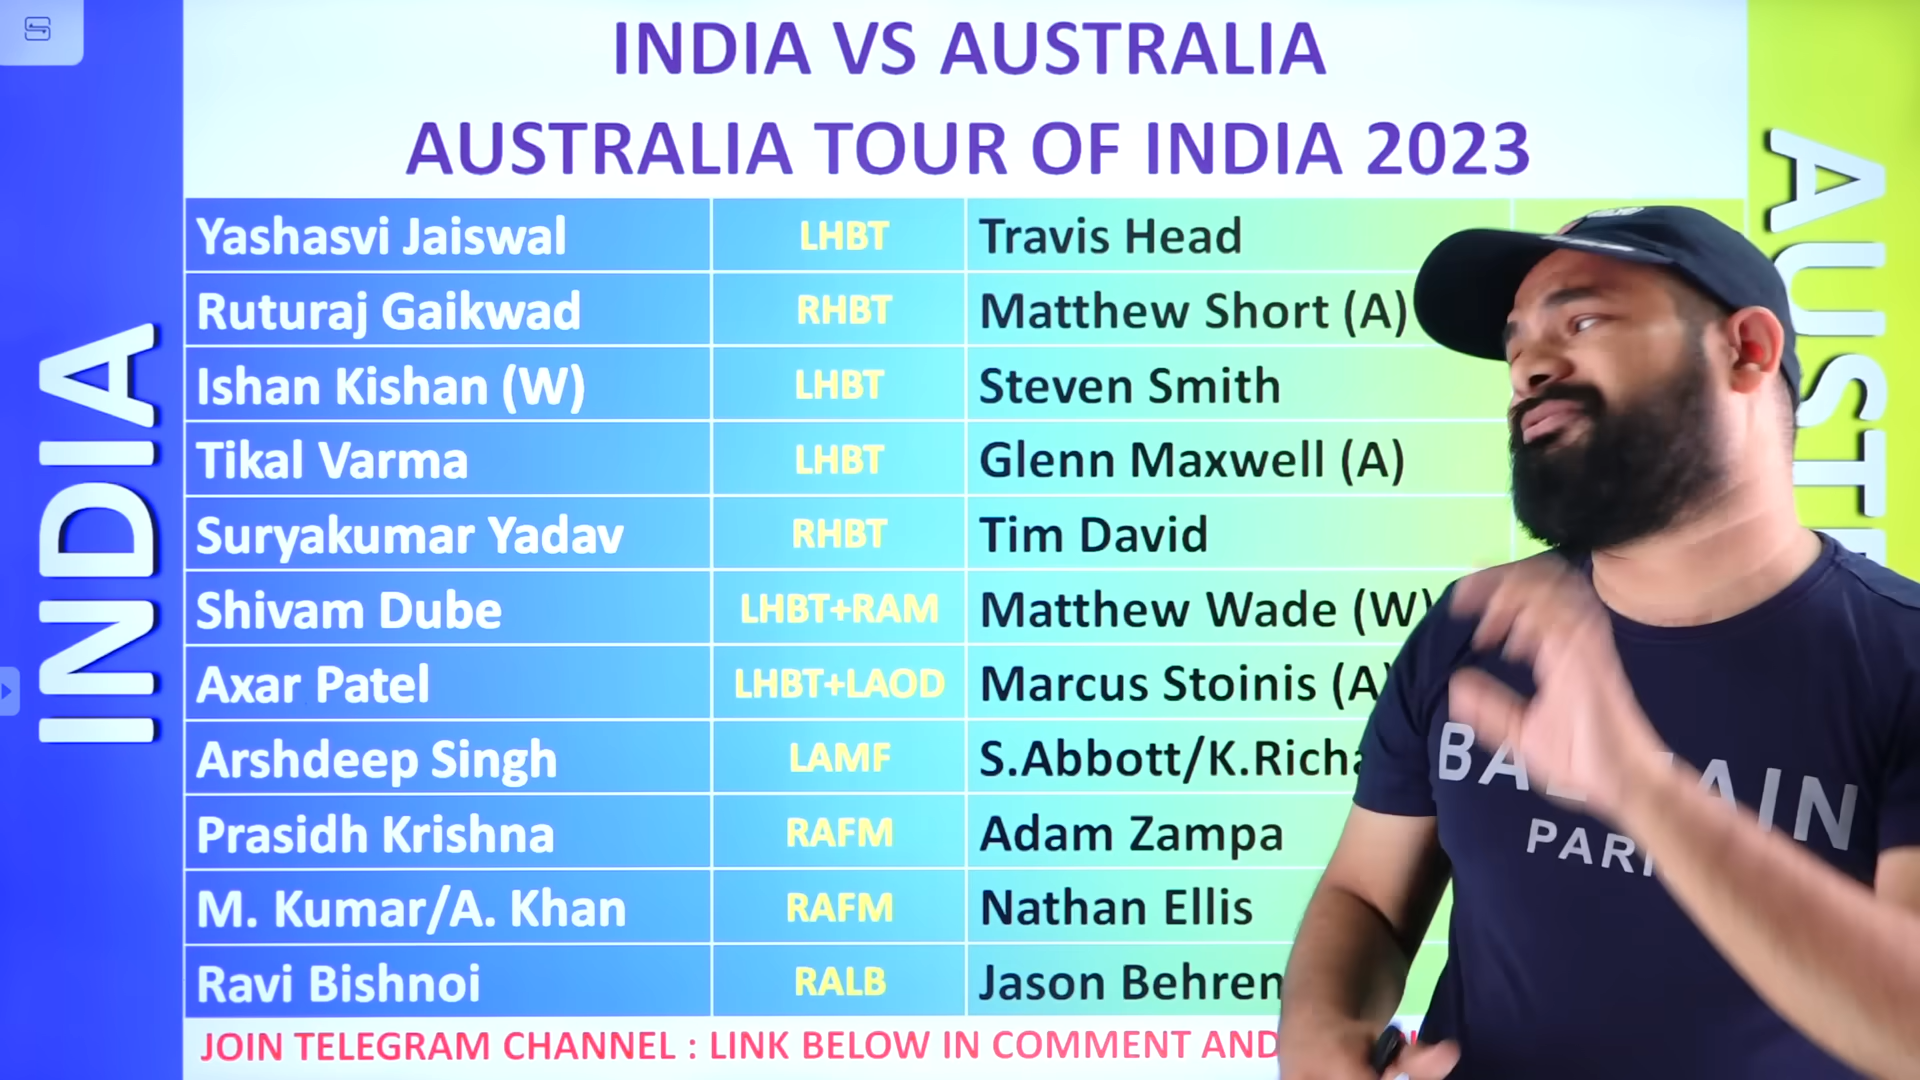 INDIA VS AUSTRALIA
AUSTRALIA TOUR OF INDIA 2023
INDIA
Yashasvi Jaiswal LHBT Travis Head
Ruturaj Gaikwad RHBT Matthew Short (A)
Ishan Kishan (W) LHBT Steven Smith
Tikal Varma LHBT Glenn Maxwell (A)
Suryakumar Yadav RHBT Tim David
Shivam Dube LHBT+RAM Matthew Wade (W)
Axar Patel LHBT+LAOD Marcus Stoinis (A)
Arshdeep Singh LAMF S.Abbott/
Prasidh Krishna RAFM Adam Zampa
M. Kumar/A. Khan RAFM Nathan Ellis
Ravi Bishnoi RALB Jason
JOIN TELEGRAM CHANNEL : LINK BELOW IN COMMENT AND